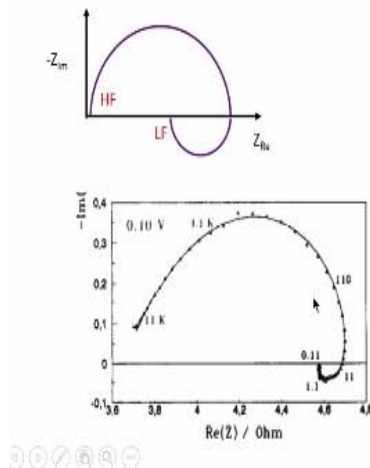 -Z_Im
HF
LF
Z_Re
0,4
0,3
0,2
0,1
0
-0,1
0.10 V
1.1 K
11 K
110
0.11
1.1
11
3,6
3,8
4
4,2
4,4
4,6
4,8
Re(Z) / Ohm